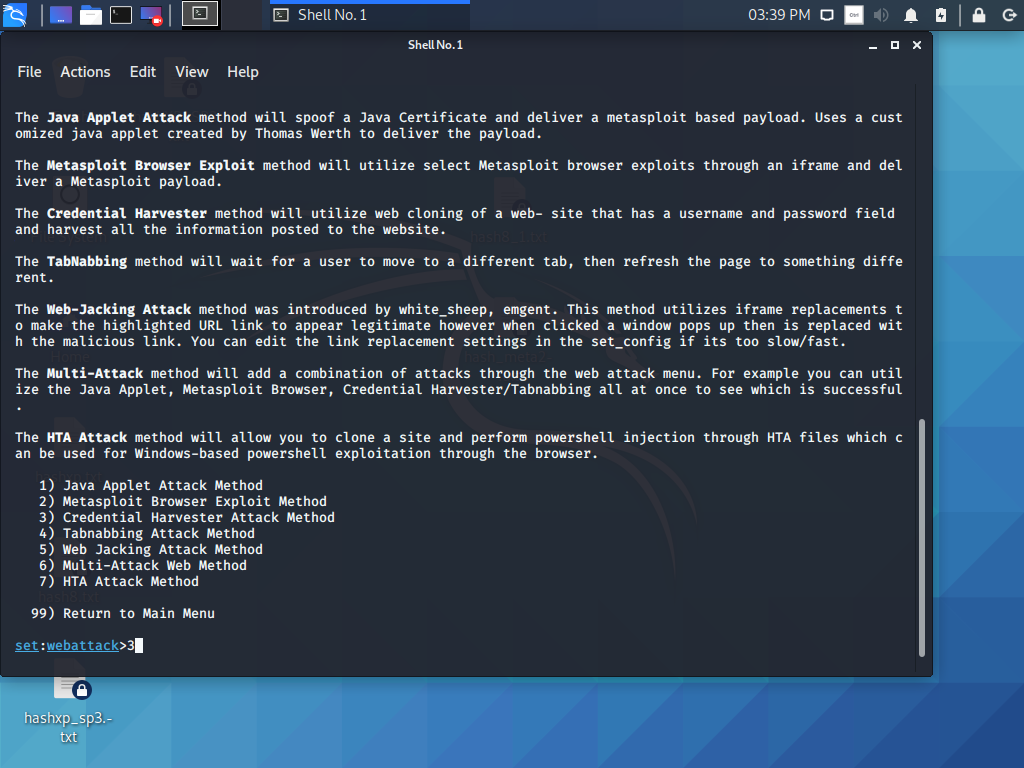 Shell No. 1
03:39 PM
Ctrl
Shell No.1
File Actions Edit View Help
The Java Applet Attack method will spoof a Java Certificate and deliver a metasploit based payload. Uses a cust
omized java applet created by Thomas Werth to deliver the payload.
The Metasploit Browser Exploit method will utilize select Metasploit browser exploits through an iframe and del
iver a Metasploit payload.
The Credential Harvester method will utilize web cloning of a web- site that has a username and password field
and harvest all the information posted to the website.
The TabNabbing method will wait for a user to move to a different tab, then refresh the page to something diffe
rent.
The Web-Jacking Attack method was introduced by white_sheep, emgent. This method utilizes iframe replacements t
o make the highlighted URL link to appear legitimate however when clicked a window pops up then is replaced wit
h the malicious link. You can edit the link replacement settings in the set_config if its too slow/fast.
The Multi-Attack method will add a combination of attacks through the web attack menu. For example you can util
ize the Java Applet, Metasploit Browser, Credential Harvester/Tabnabbing all at once to see which is successful
.
The HTA Attack method will allow you to clone a site and perform powershell injection through HTA files which c
an be used for Windows-based powershell exploitation through the browser.
1) Java Applet Attack Method
2) Metasploit Browser Exploit Method
3) Credential Harvester Attack Method
4) Tabnabbing Attack Method
5) Web Jacking Attack Method
6) Multi-Attack Web Method
7) HTA Attack Method
99) Return to Main Menu
set:webattack>3
hashxp_sp3.-
txt